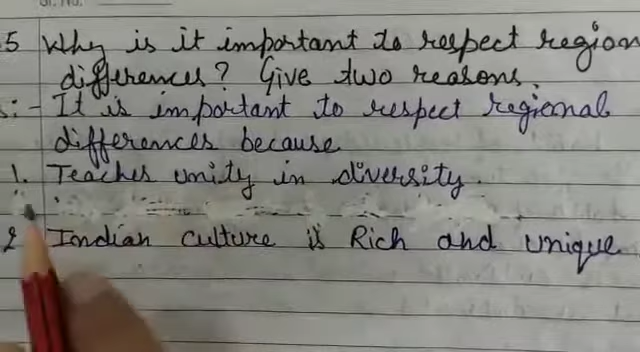 5 Why is it important to respect region
differences? Give two reasons.
s:- It is important to respect regional
differences because
1. Teaches unity in diversity.
2 Indian culture is Rich and unique